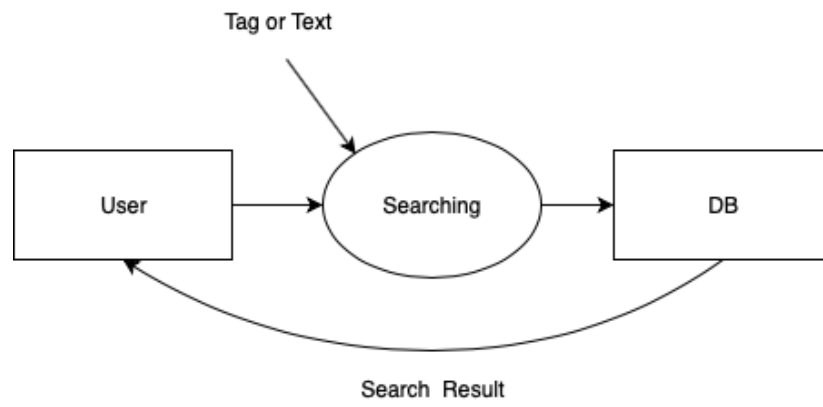 Tag or Text
User
Searching
DB
Search Result